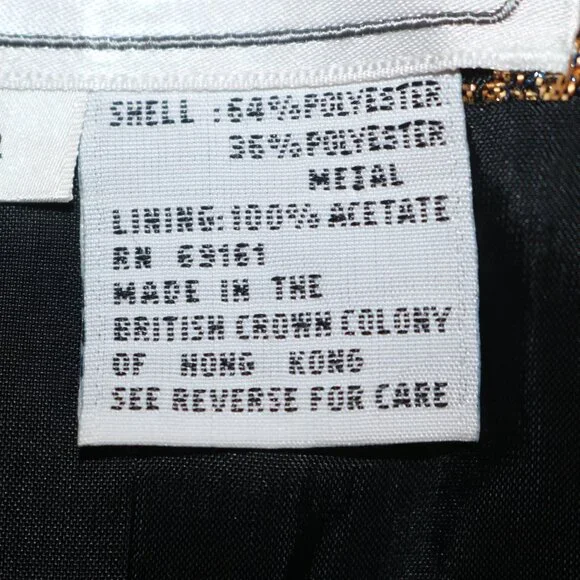 SHELL : 64% POLYESTER
36% POLYESTER
METAL
LINING: 100% ACETATE
RN 69161
MADE IN THE
BRITISH CROWN COLONY
OF HONG KONG
SEE REVERSE FOR CARE